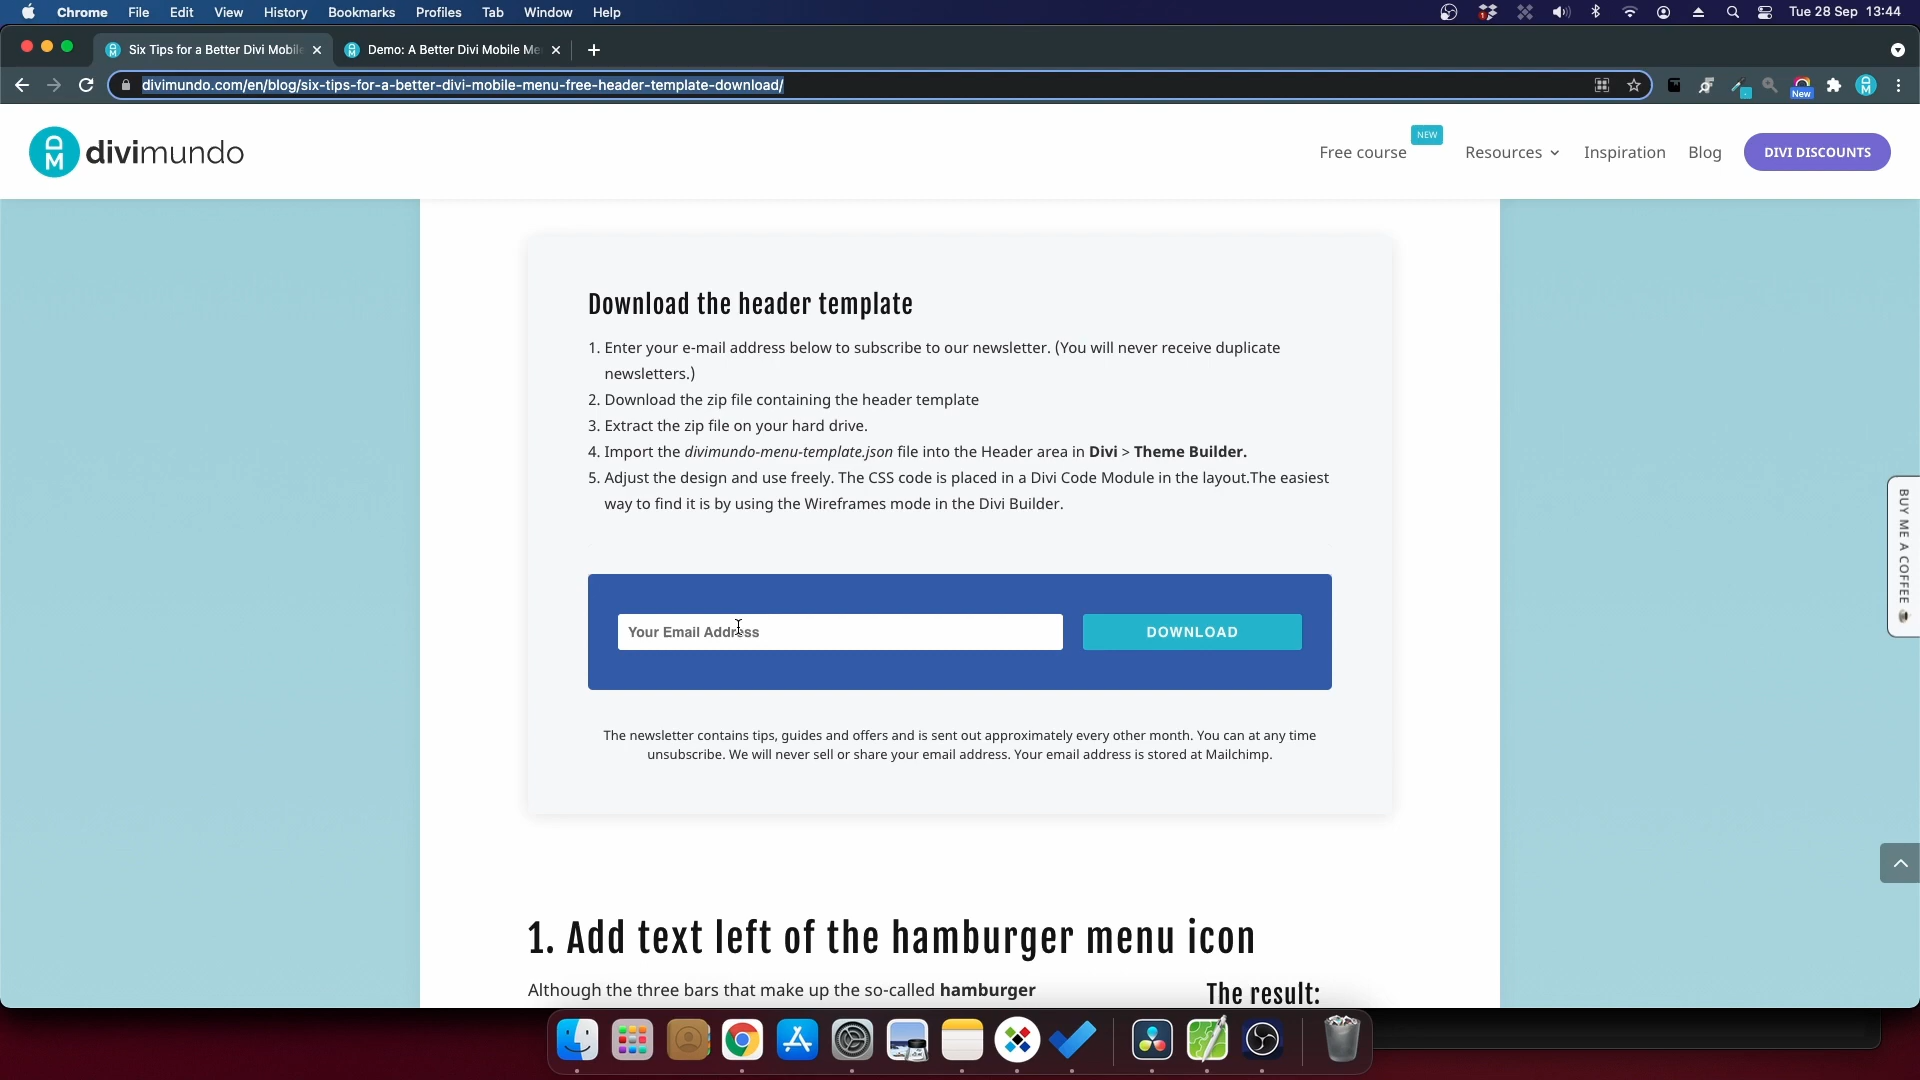 Chrome File Edit View History Bookmarks Profiles Tab Window Help
Tue 28 Sep 13:44
Six Tips for a Better Divi Mobile
Demo: A Better Divi Mobile Me
divimundo.com/en/blog/six-tips-for-a-better-divi-mobile-menu-free-header-template-download/
New
divimundo
Free course
NEW
Resources
Inspiration
Blog
DIVI DISCOUNTS
Download the header template
1. Enter your e-mail address below to subscribe to our newsletter. (You will never receive duplicate
newsletters.)
2. Download the zip file containing the header template
3. Extract the zip file on your hard drive.
4. Import the divimundo-menu-template.json file into the Header area in Divi > Theme Builder.
5. Adjust the design and use freely. The CSS code is placed in a Divi Code Module in the layout.The easiest
way to find it is by using the Wireframes mode in the Divi Builder.
Your Email Address
DOWNLOAD
BUY ME A COFFEE
The newsletter contains tips, guides and offers and is sent out approximately every other month. You can at any time
unsubscribe. We will never sell or share your email address. Your email address is stored at Mailchimp.
1. Add text left of the hamburger menu icon
Although the three bars that make up the so-called hamburger
The result: